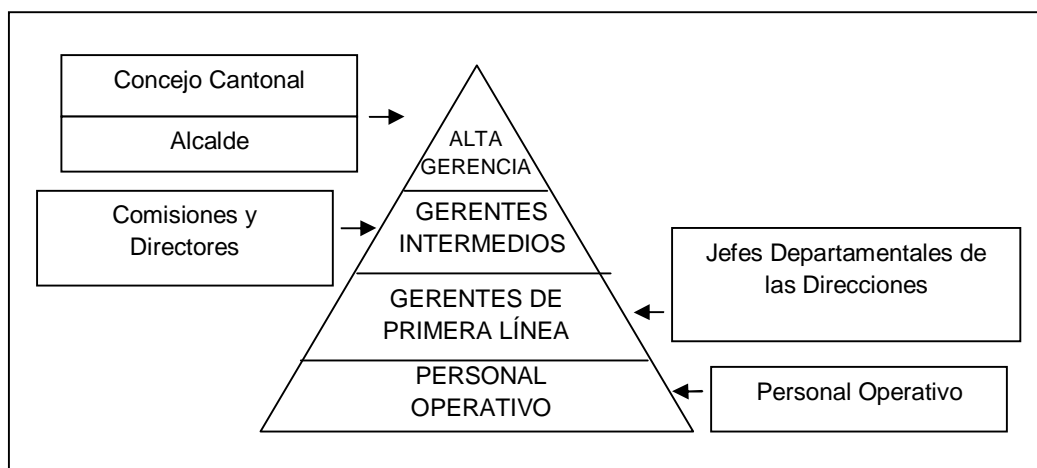 Concejo Cantonal
Alcalde
ALTA
GERENCIA
Comisiones y
Directores
GERENTES
INTERMEDIOS
Jefes Departamentales de
las Direcciones
GERENTES DE
PRIMERA LÍNEA
PERSONAL
OPERATIVO
Personal Operativo